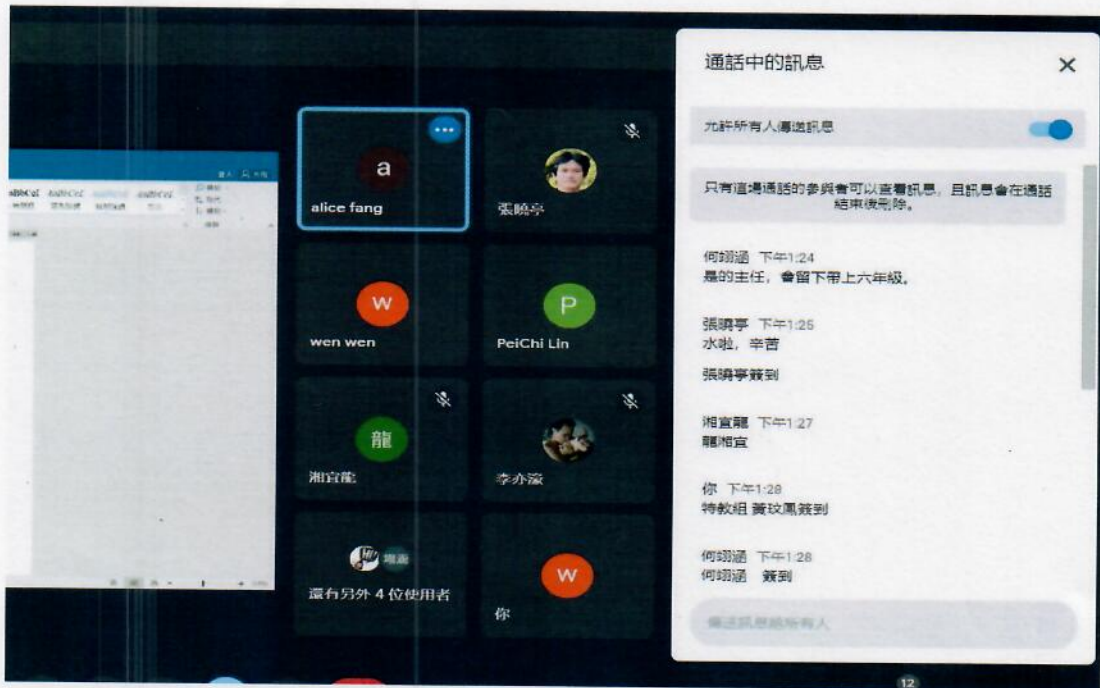 alice fang
張曉亭
wen wen
PeiChi Lin
湘宜龍
李亦濠
還有另外 4 位使用者
你
a
W
P
龍
W
通話中的訊息
允許所有人傳送訊息
只有這場通話的參與者可以查看訊息，且訊息會在通話
結束後刪除。
何翊涵 下午1:24
是的主任，會留下帶上六年級。
張曉亭 下午1:25
水啦，辛苦
張曉亭簽到
湘宜龍 下午1:27
龍湘宜
你 下午1:28
特教組 黃玟鳳簽到
何翊涵 下午1:28
何翊涵 簽到
傳送訊息給所有人
12